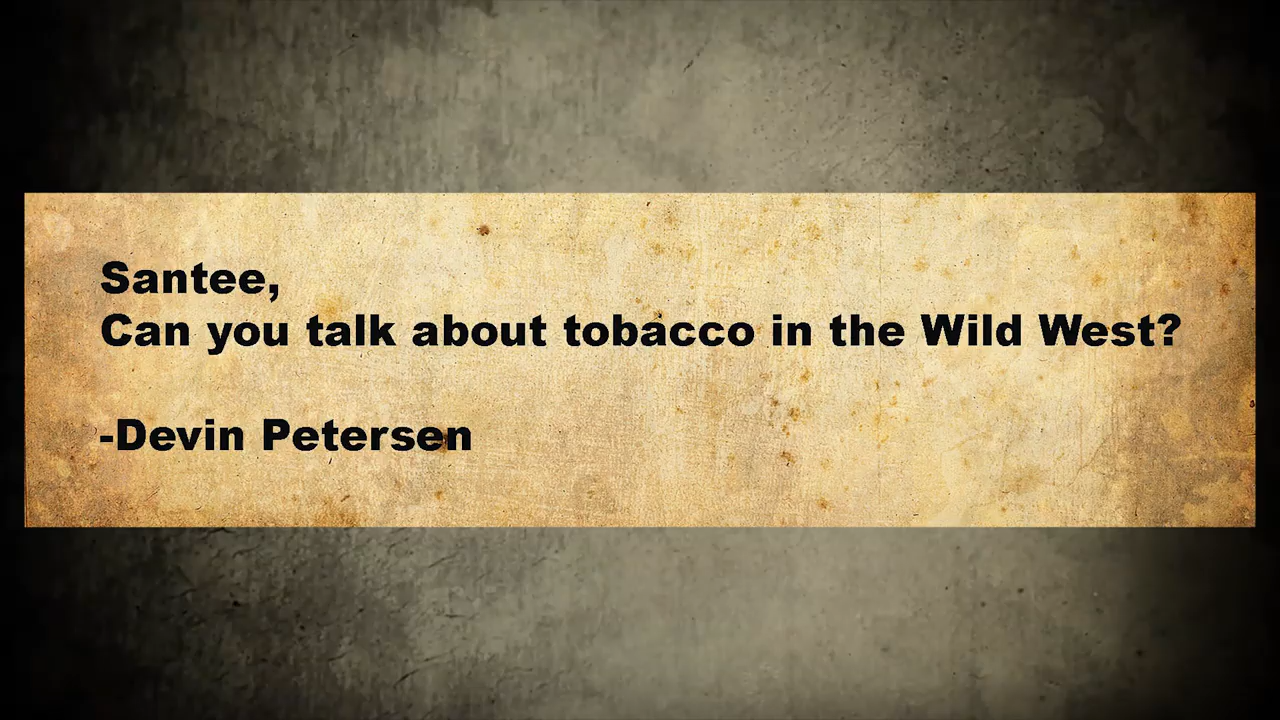 Santee,
Can you talk about tobacco in the Wild West?
-Devin Petersen